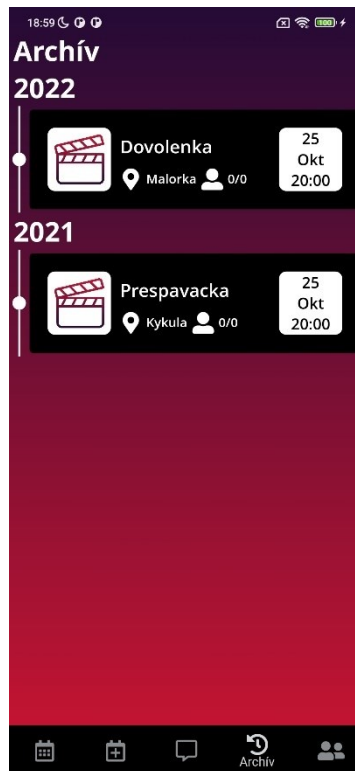 18:59
100
Archív
2022
Dovolenka
Malorka 0/0
25
Okt
20:00
2021
Prespavacka
Kykula 0/0
25
Okt
20:00
Archív